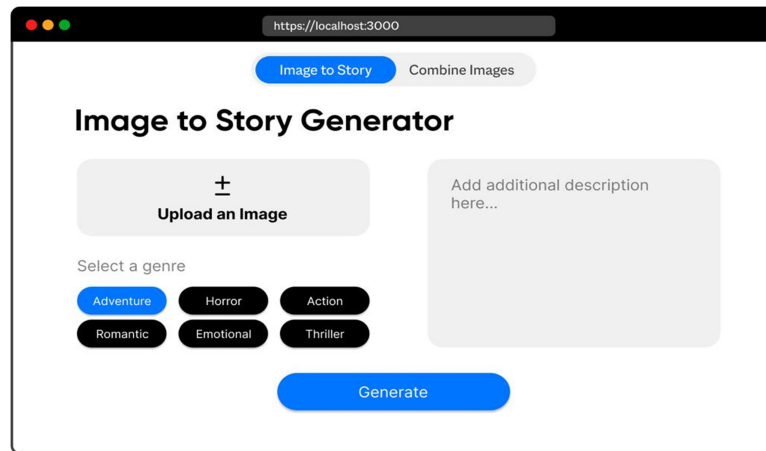 https://localhost:3000
Image to Story
Combine Images
Image to Story Generator
Upload an Image
Add additional description
here...
Select a genre
Adventure
Horror
Action
Romantic
Emotional
Thriller
Generate